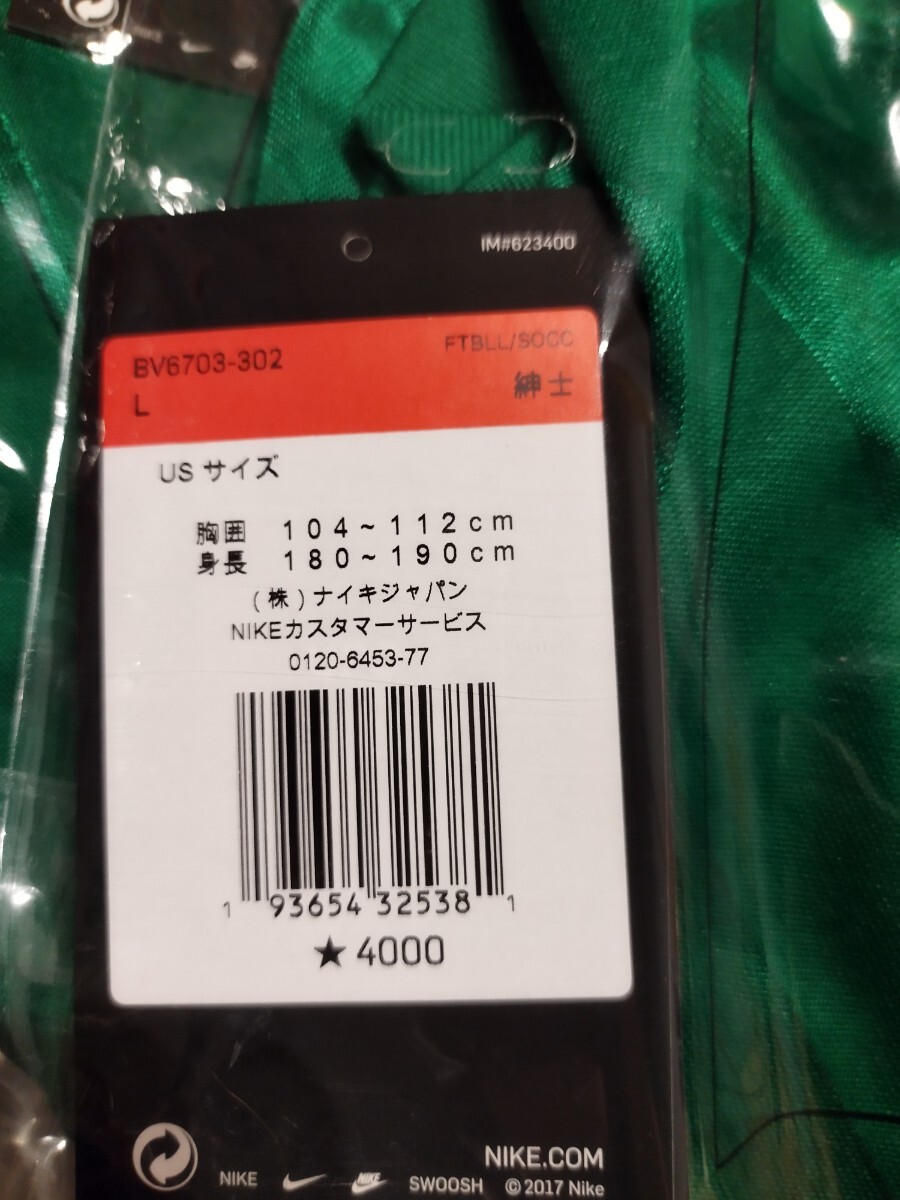 IM#623400
BV6703-302
FTBLL/SOCC
L
紳士
US サイズ
胸囲 104~112cm
身長 180~190cm
(株)ナイキジャパン
NIKEカスタマーサービス
0120-6453-77
1 93654 32538 1
★4000
NIKE.COM
NIKE NIKE SWOOSH © 2017 Nike